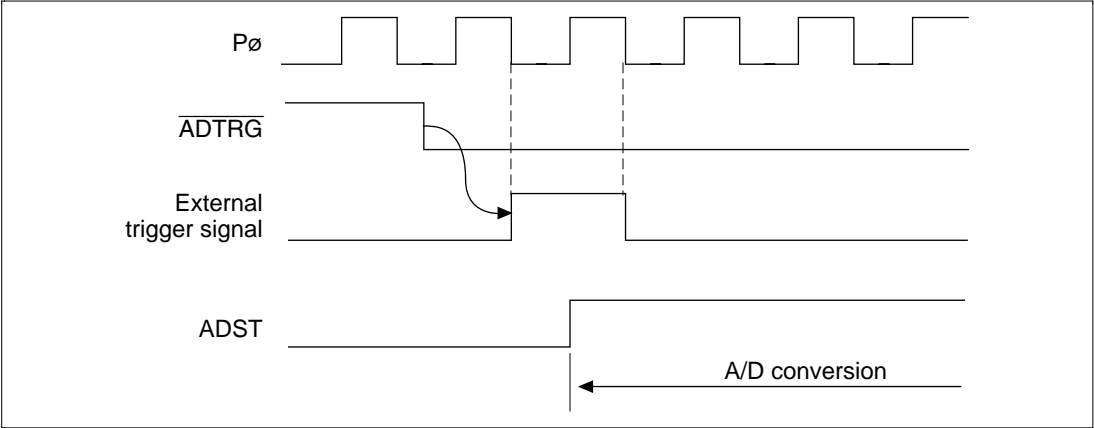 Pø
ADTRG
External
trigger signal
ADST
A/D conversion